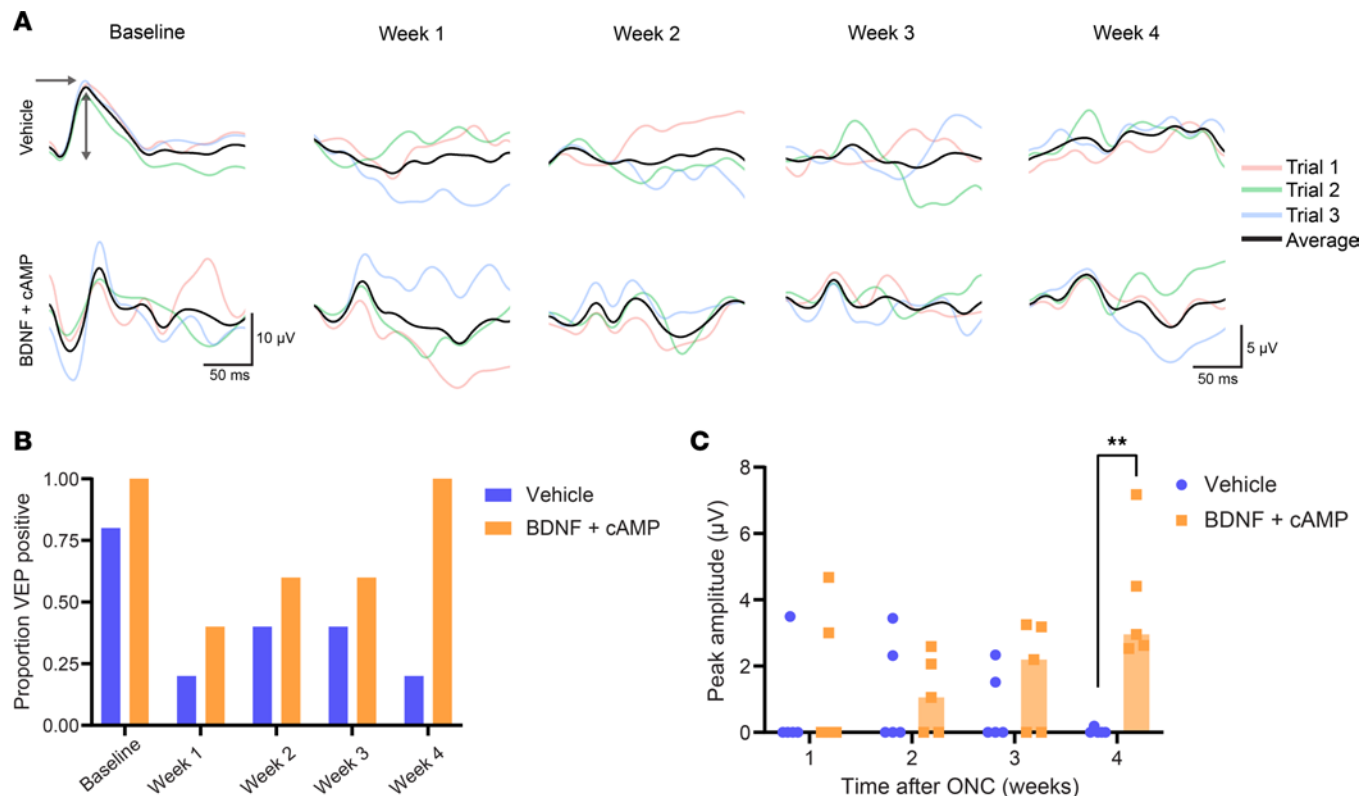 A
Baseline Week 1 Week 2 Week 3 Week 4
Vehicle
Trial 1
Trial 2
Trial 3
Average
BDNF + cAMP
10 µV
50 ms
5 µV
50 ms
B
Proportion VEP positive
1.00
0.75
0.50
0.25
0.00
Baseline
Week 1
Week 2
Week 3
Week 4
Vehicle
BDNF + cAMP
C
Peak amplitude (µV)
8
6
4
2
0
**
1 2 3 4
Time after ONC (weeks)
Vehicle
BDNF + cAMP